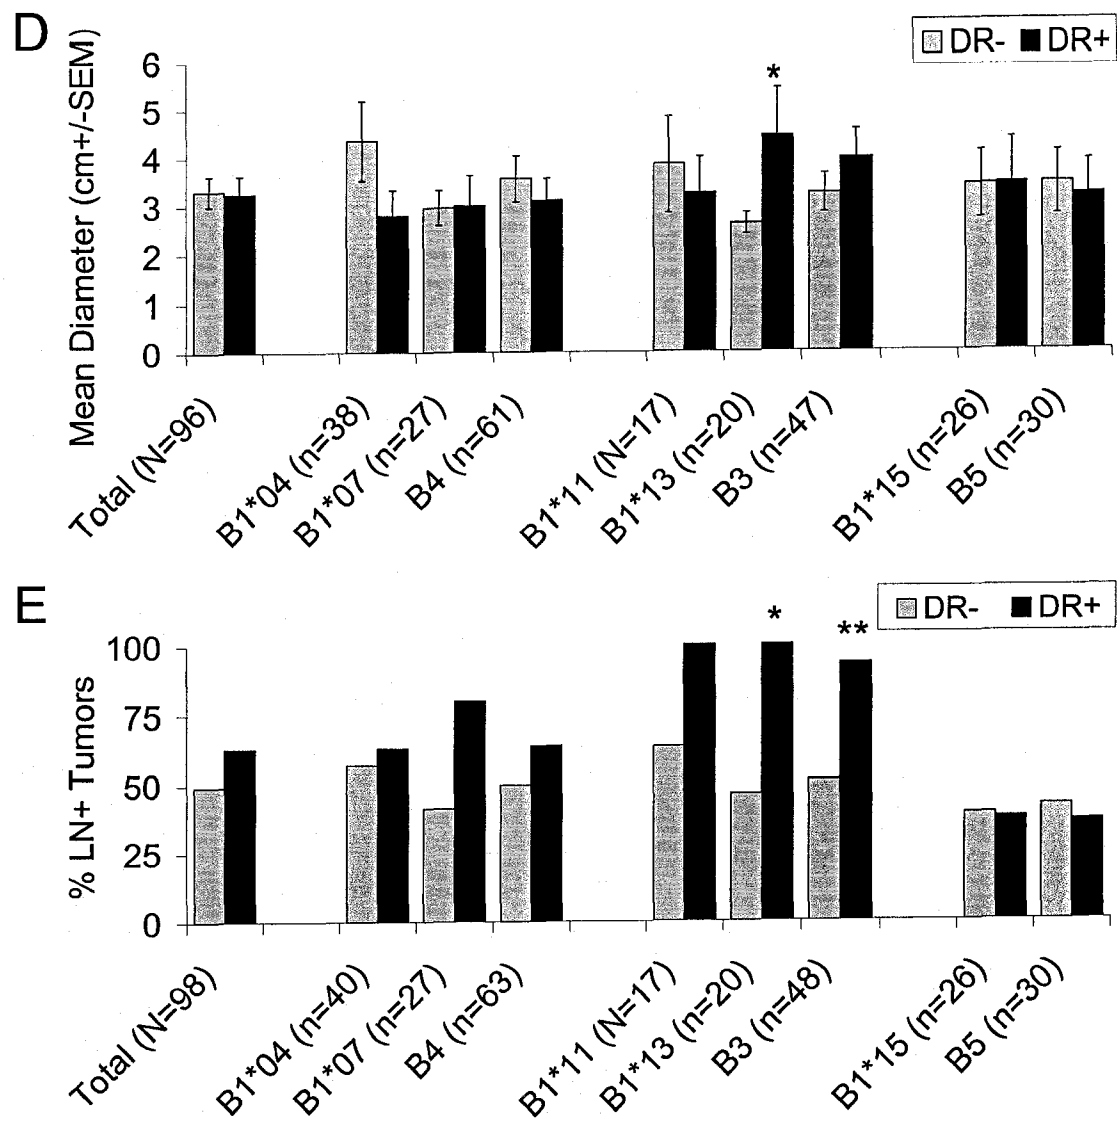 D
DR- DR+
Mean Diameter (cm+/-SEM)
6
5
4
3
2
1
0
*
Total (N=96)
B1*04 (n=38)
B1*07 (n=27)
B4 (n=61)
B1*11 (N=17)
B1*13 (n=20)
B3 (n=47)
B1*15 (n=26)
B5 (n=30)
E
DR- DR+
% LN+ Tumors
100
75
50
25
0
*
**
Total (N=98)
B1*04 (n=40)
B1*07 (n=27)
B4 (n=63)
B1*11 (N=17)
B1*13 (n=20)
B3 (n=48)
B1*15 (n=26)
B5 (n=30)